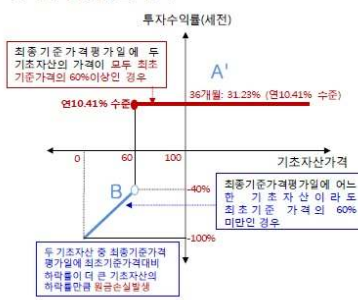 투자수익률(세전)
최종기준가격평가일에 두
기초자산의 가격이 모두 최초
기준가격의 60%이상인 경우
A'
36개월: 31.23% (연10.41% 수준)
연10.41% 수준
0 60 100
기초자산가격
B
-40%
최종기준가격평가일에 어느
한 기초자산이라도
최초기준 가격의 60%
미만인 경우
-100%
두 기초자산 중 최종기준가격
평가일에 최초기준가격대비
하락률이 더 큰 기초자산의
하락률만큼 원금손실발생